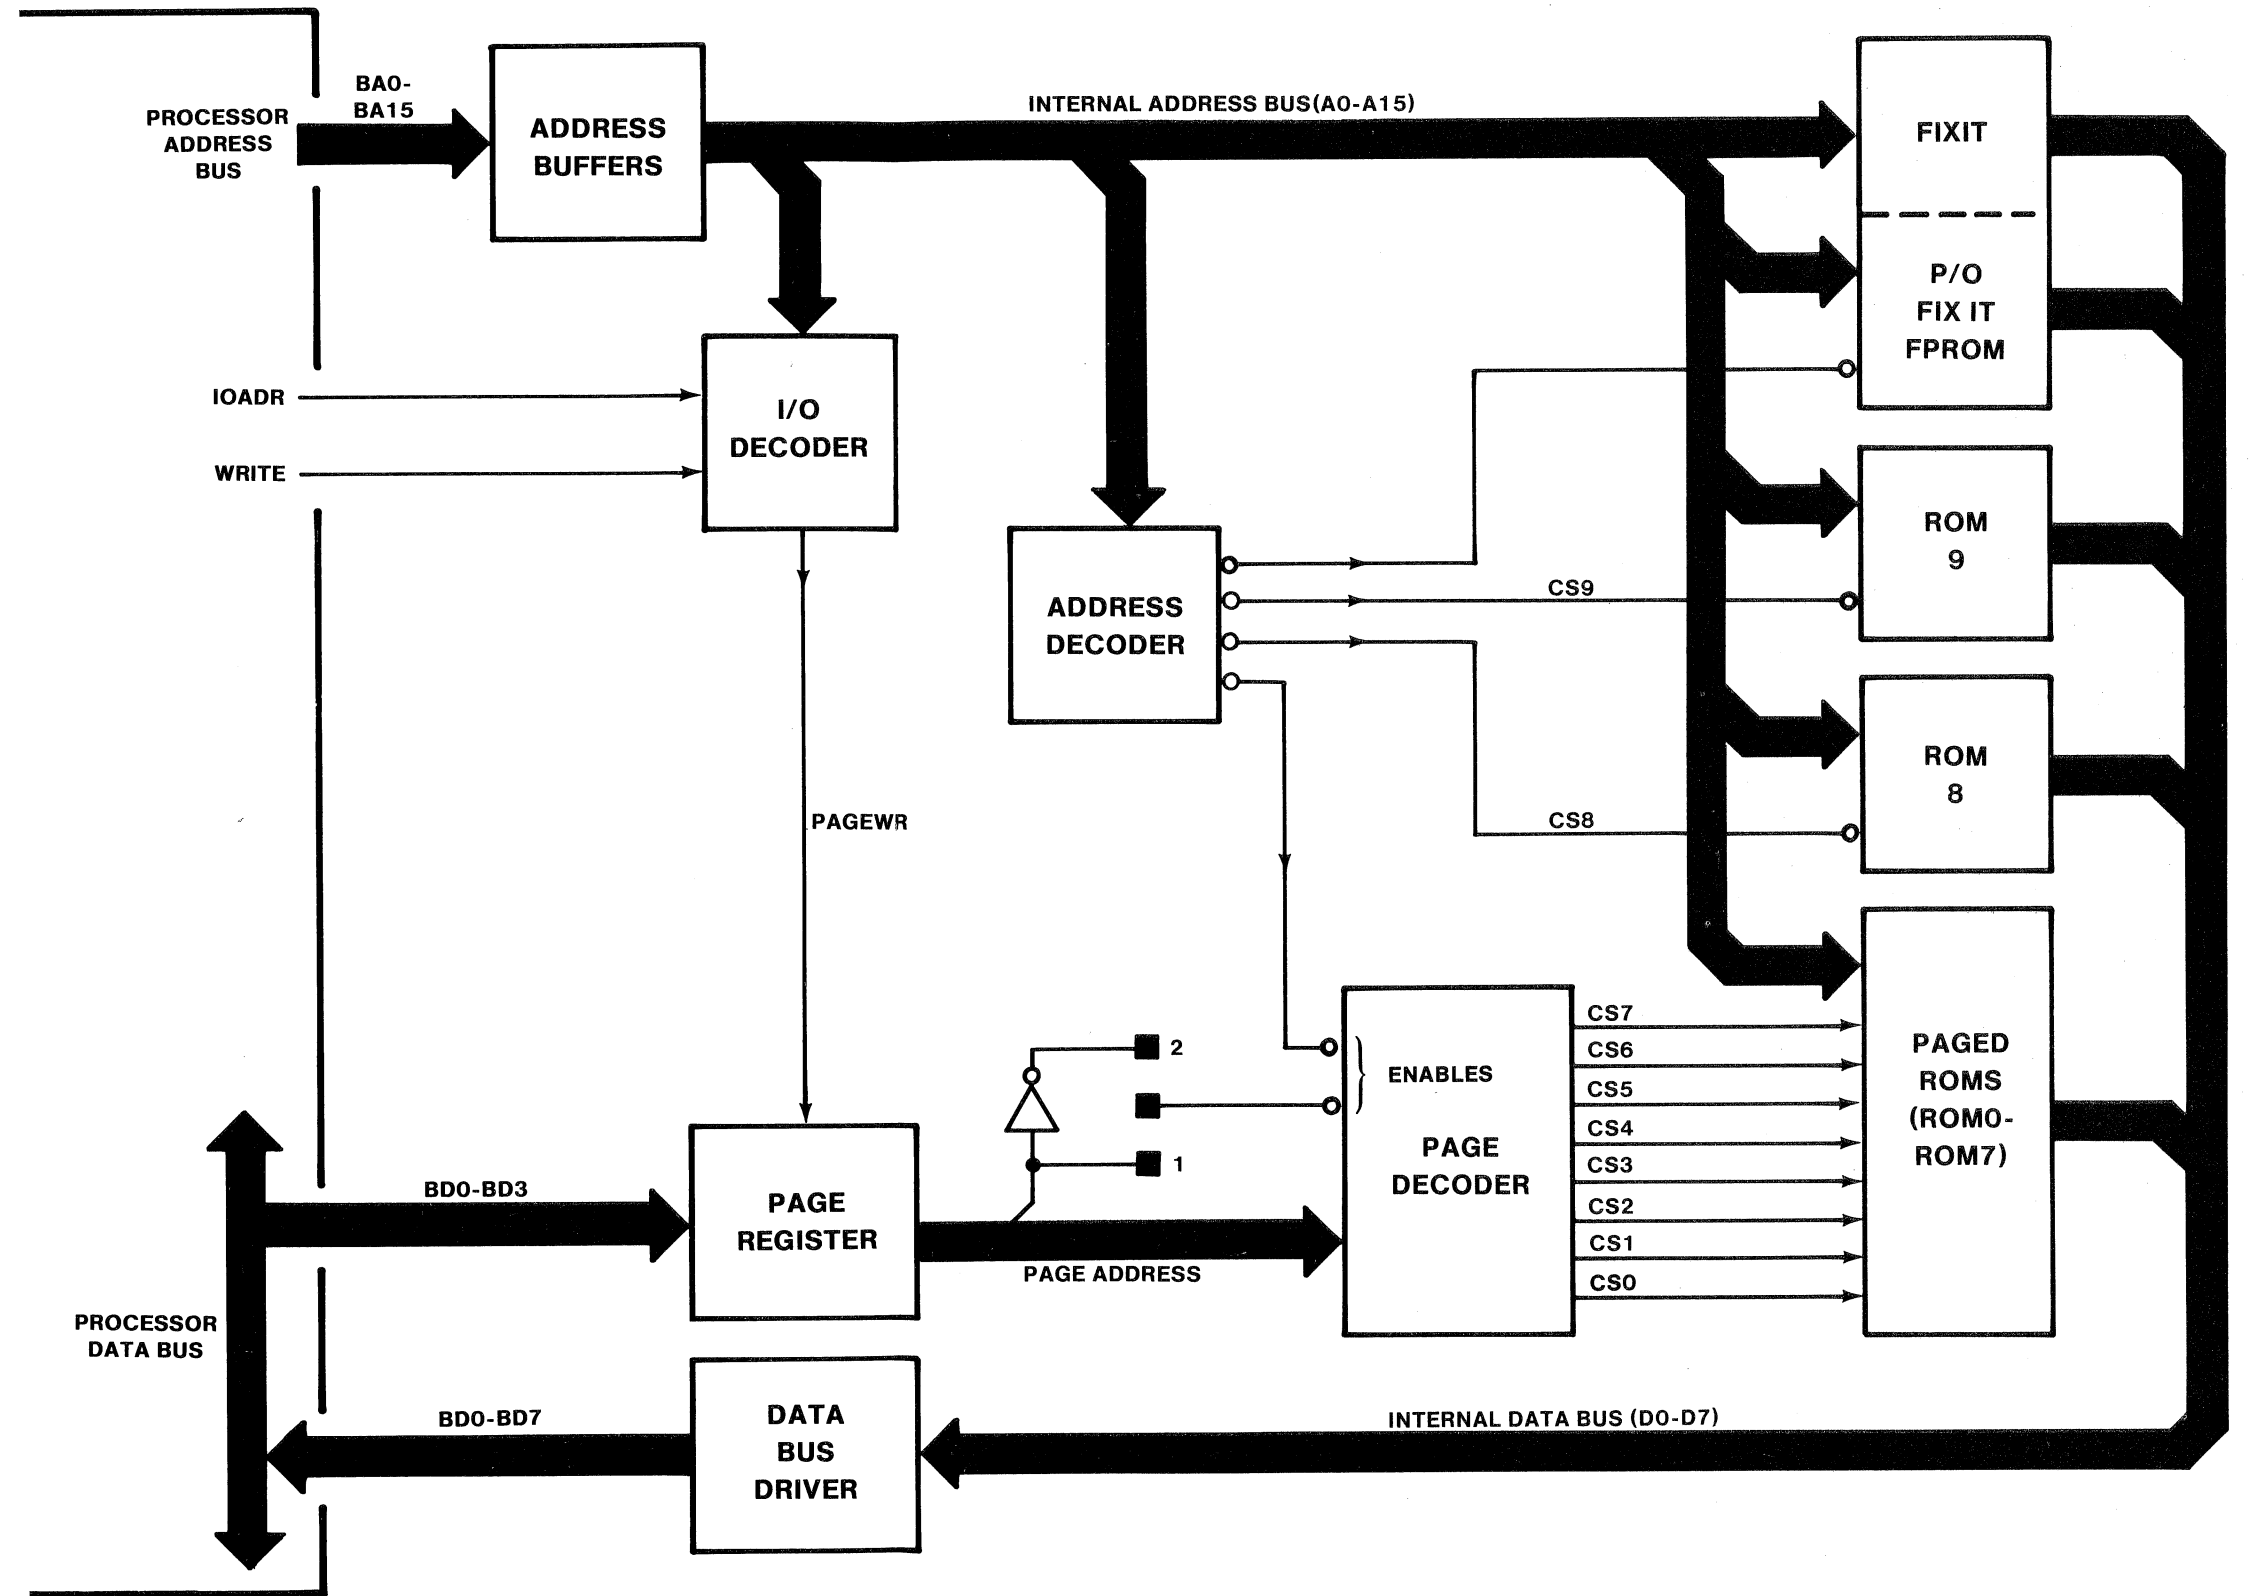 BA0-
BA15
PROCESSOR
ADDRESS
BUS
ADDRESS
BUFFERS
INTERNAL ADDRESS BUS(A0-A15)
FIXIT
P/O
FIX IT
FPROM
IOADR
WRITE
I/O
DECODER
ADDRESS
DECODER
CS9
ROM
9
CS8
ROM
8
PAGEWR
2
1
ENABLES
PAGE
DECODER
CS7
CS6
CS5
CS4
CS3
CS2
CS1
CS0
PAGED
ROMS
(ROM0-
ROM7)
BD0-BD3
PAGE
REGISTER
PAGE ADDRESS
PROCESSOR
DATA BUS
BD0-BD7
DATA
BUS
DRIVER
INTERNAL DATA BUS (D0-D7)